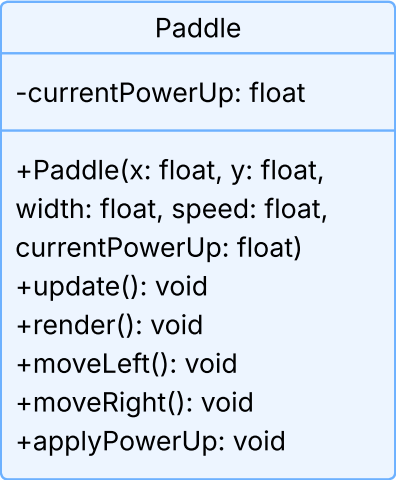 Paddle
-currentPowerUp: float
+Paddle(x: float, y: float,
width: float, speed: float,
currentPowerUp: float)
+update(): void
+render(): void
+moveLeft(): void
+moveRight(): void
+applyPowerUp: void